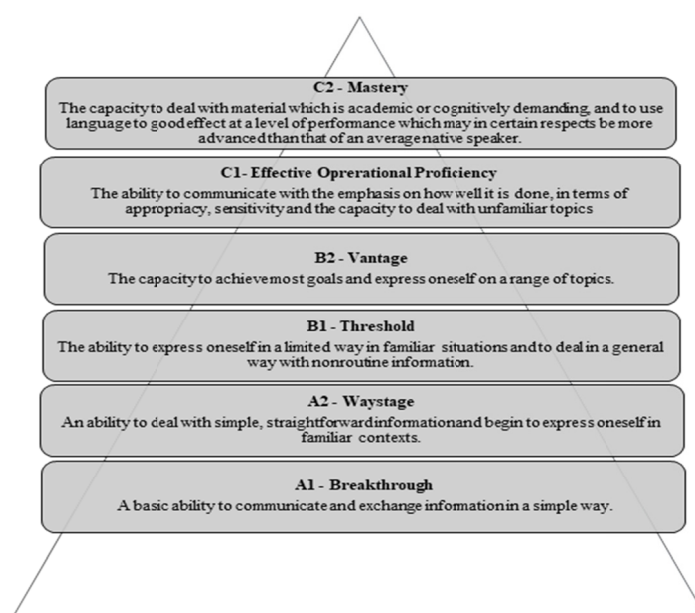 C2 - Mastery
The capacity to deal with material which is academic or cognitively demanding, and to use
language to good effect at a level of performance which may in certain respects be more
advanced than that of an average native speaker.
C1- Effective Oprerational Proficiency
The ability to communicate with the emphasis on how well it is done, in terms of
appropriacy, sensitivity and the capacity to deal with unfamiliar topics
B2 - Vantage
The capacity to achieve most goals and express oneself on a range of topics.
B1 - Threshold
The ability to express oneself in a limited way in familiar situations and to deal in a general
way with nonroutine information.
A2 - Waystage
An ability to deal with simple, straightforward information and begin to express oneself in
familiar contexts.
A1 - Breakthrough
A basic ability to communicate and exchange information in a simple way.